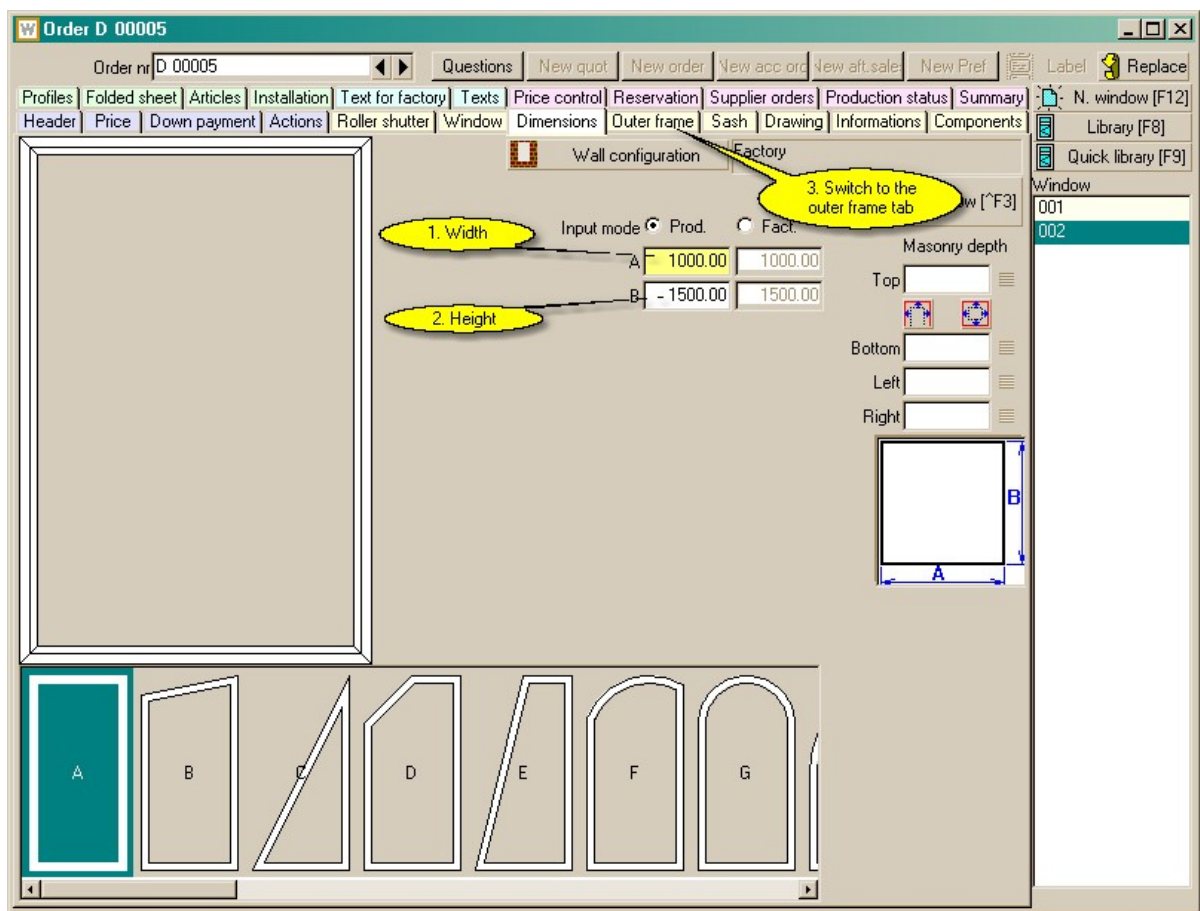 Order D 00005
Order nr D 00005 Questions New quot New order New acc ord New aft.sale New Pref Label Replace
Profiles Folded sheet Articles Installation Text for factory Texts Price control Reservation Supplier orders Production status Summary N. window [F12]
Header Price Down payment Actions Roller shutter Window Dimensions Outer frame Sash Drawing Informations Components Library [F8]
Wall configuration Factory Quick library [F9]
Window
3. Switch to the
outer frame tab
[^F3]
001
002
1. Width
Input mode Prod. Fact.
Masonry depth
A 1000.00 1000.00
Top
B 1500.00 1500.00
2. Height
Bottom
Left
Right
B
A
A B C D E F G